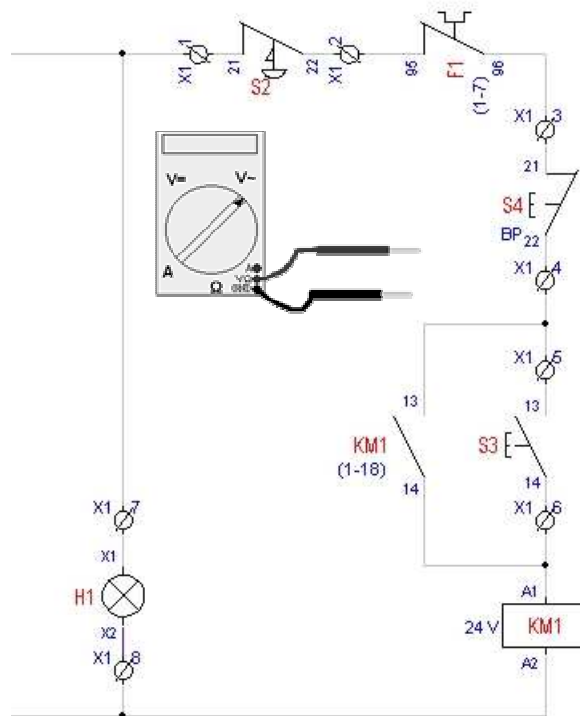 X1
1
21
S2
22
X1
2
95
F1
(1-7)
96
X1
3
21
S4
BP
22
X1
4
V=
V~
A
Ω
A
VΩ
GND
X1
5
13
KM1
(1-18)
14
13
S3
14
X1
6
X1
7
X1
H1
X2
X1
8
A1
24 V
KM1
A2